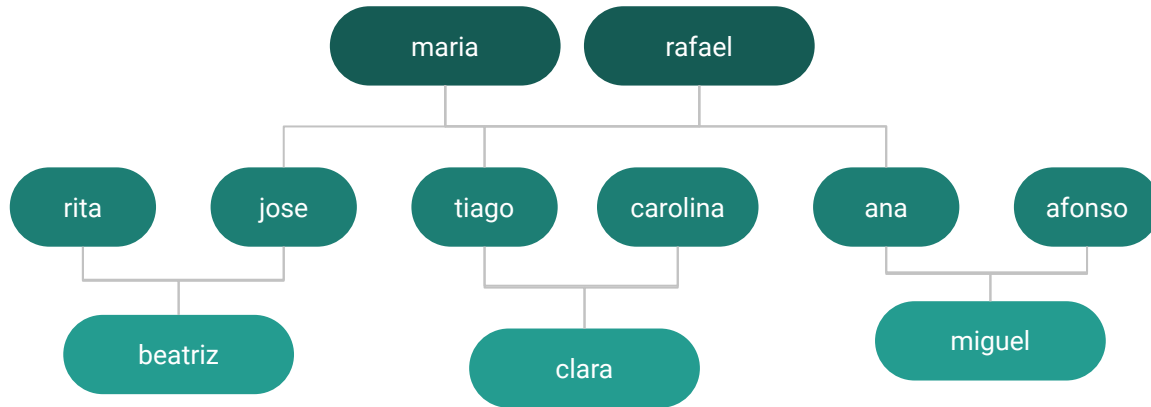 maria
rafael
rita
jose
tiago
carolina
ana
afonso
beatriz
clara
miguel